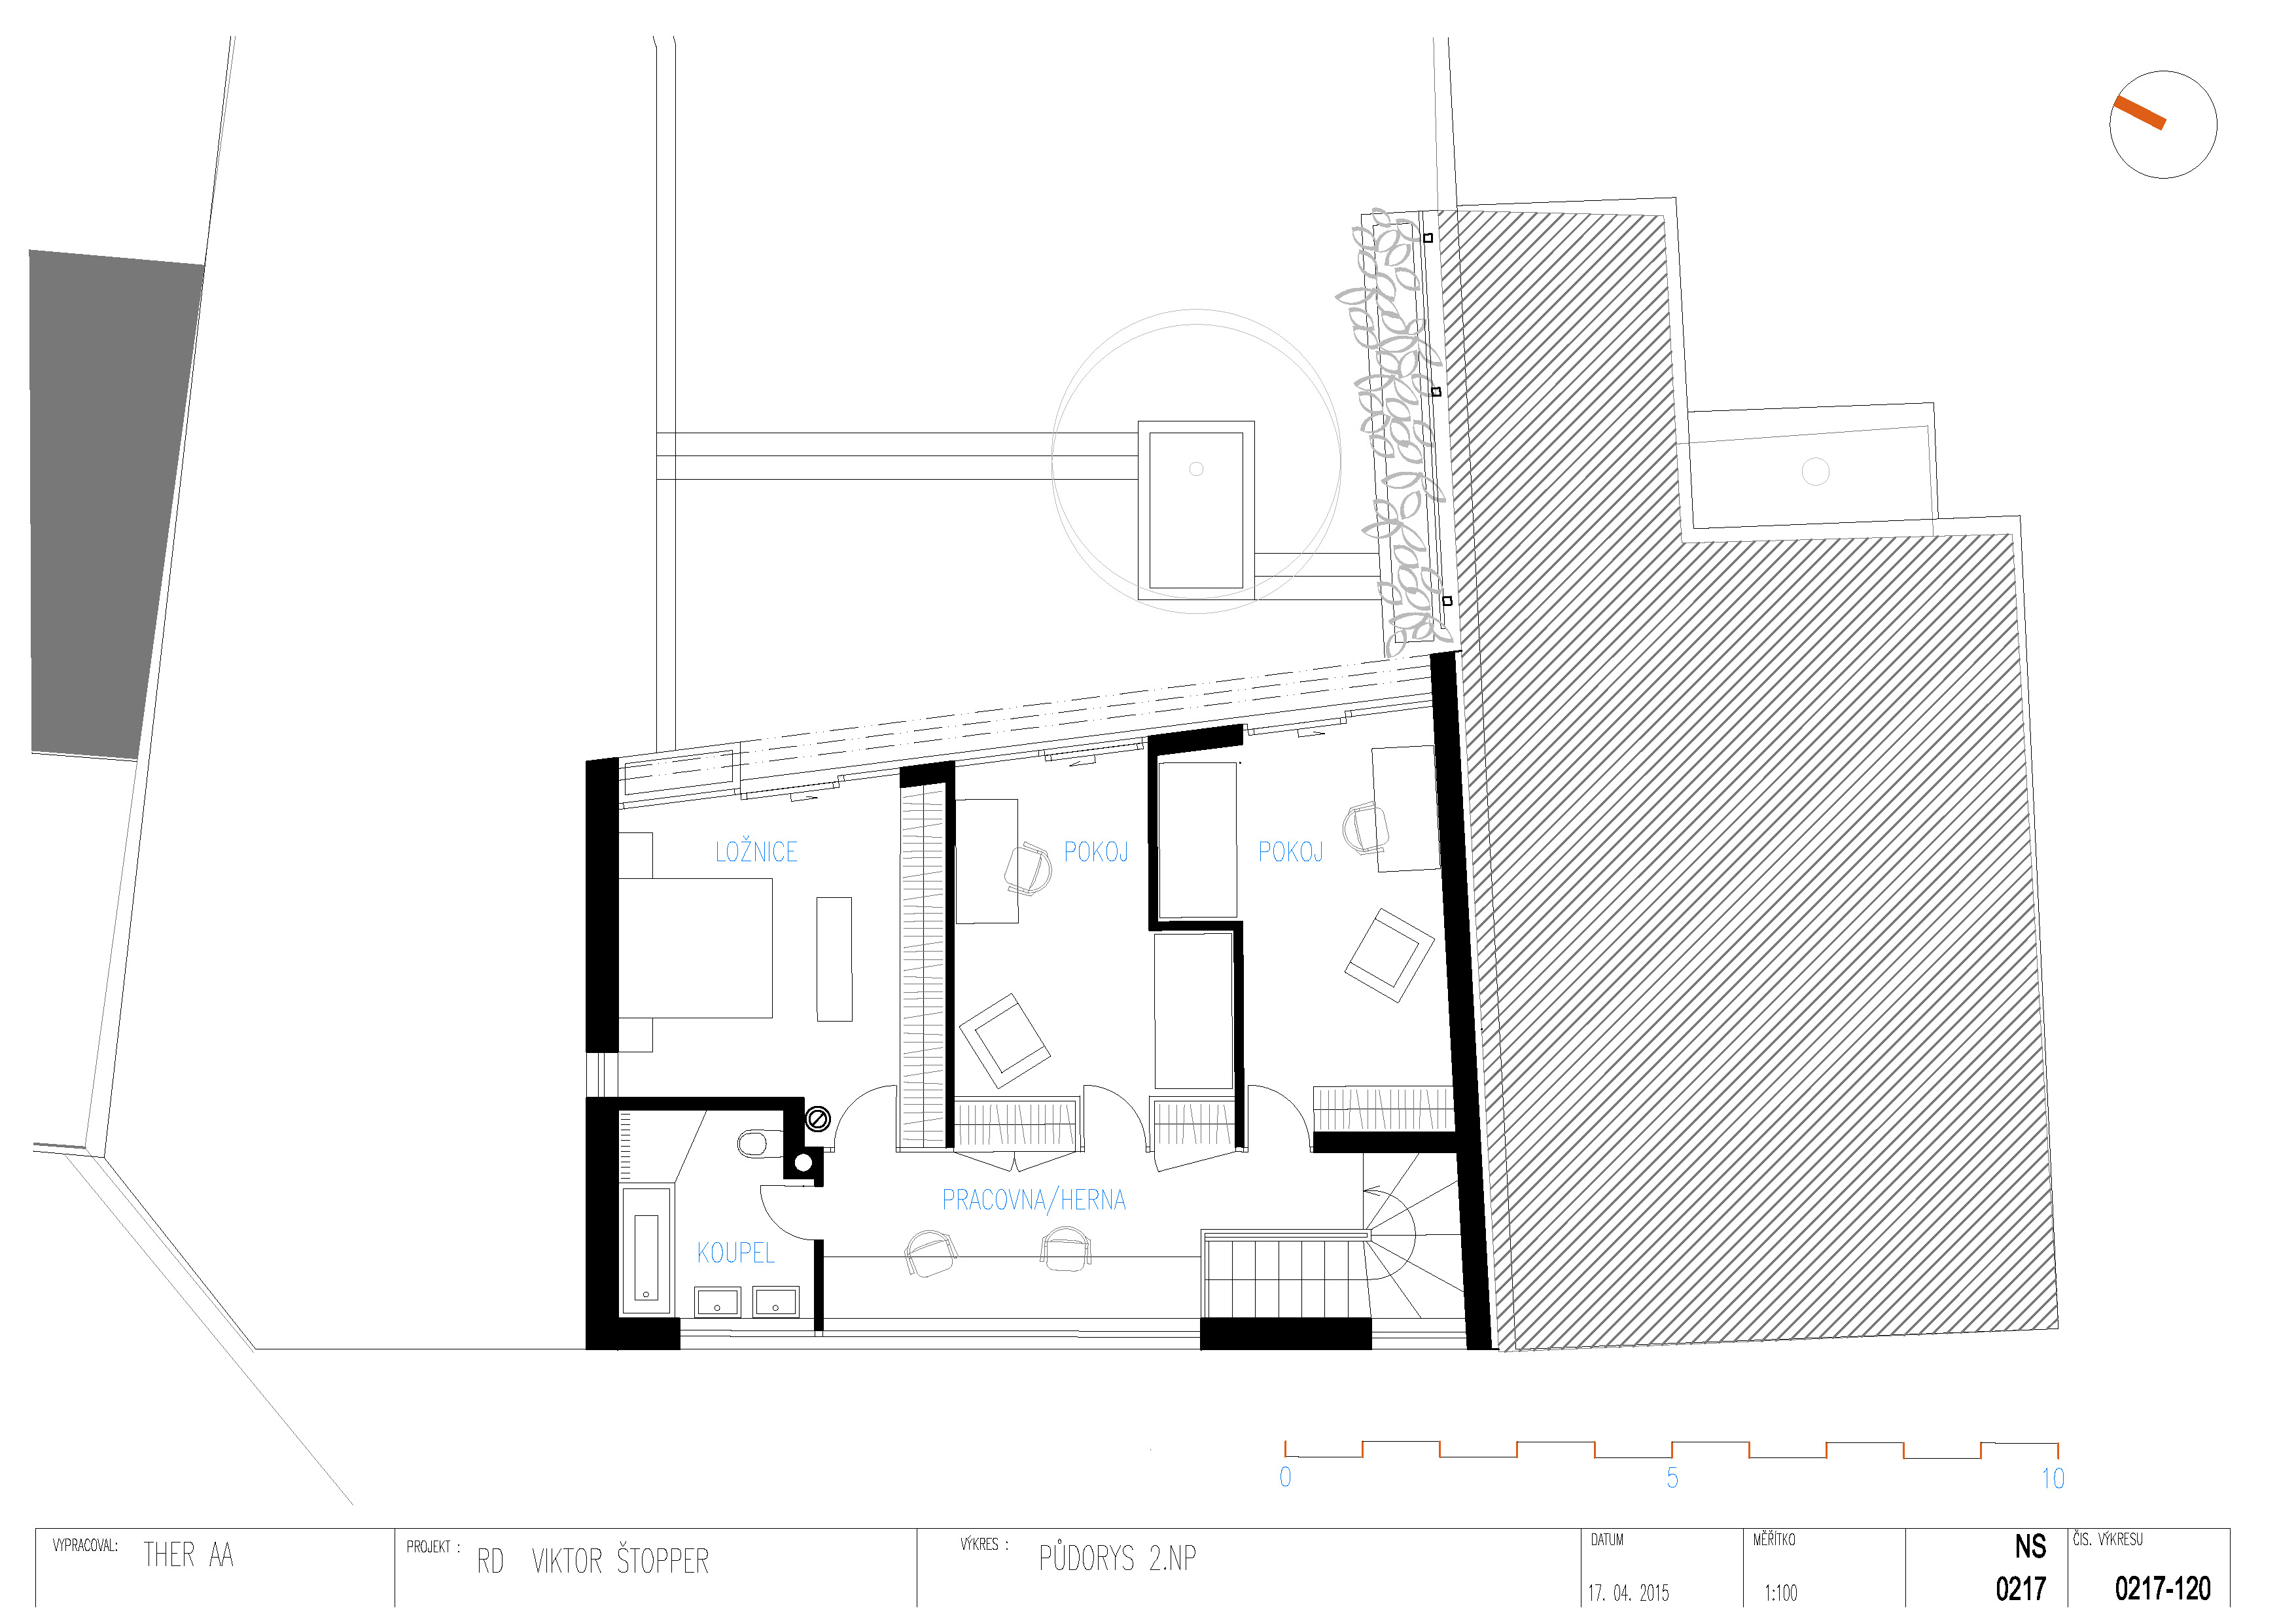 LOŽNICE
POKOJ
POKOJ
PRACOVNA/HERNA
KOUPEL
0
5
10
VYPRACOVAL: THER AA
PROJEKT : RD VIKTOR ŠTOPPER
VÝKRES : PŮDORYS 2.NP
DATUM
17. 04. 2015
MĚŘÍTKO
1:100
NS
0217
ČÍS. VÝKRESU
0217-120